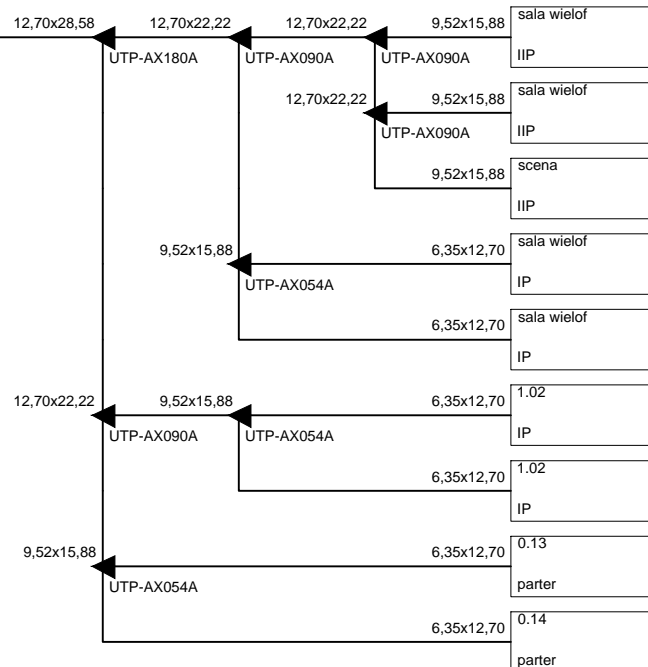 12,70x28,58 12,70x22,22 12,70x22,22 9,52x15,88 sala wielof
UTP-AX180A UTP-AX090A UTP-AX090A IIP
12,70x22,22 9,52x15,88 sala wielof
UTP-AX090A IIP
9,52x15,88 scena
IIP
9,52x15,88 6,35x12,70 sala wielof
UTP-AX054A IP
6,35x12,70 sala wielof
IP
12,70x22,22 9,52x15,88 6,35x12,70 1.02
UTP-AX090A UTP-AX054A IP
6,35x12,70 1.02
IP
9,52x15,88 6,35x12,70 0.13
UTP-AX054A parter
6,35x12,70 0.14
parter